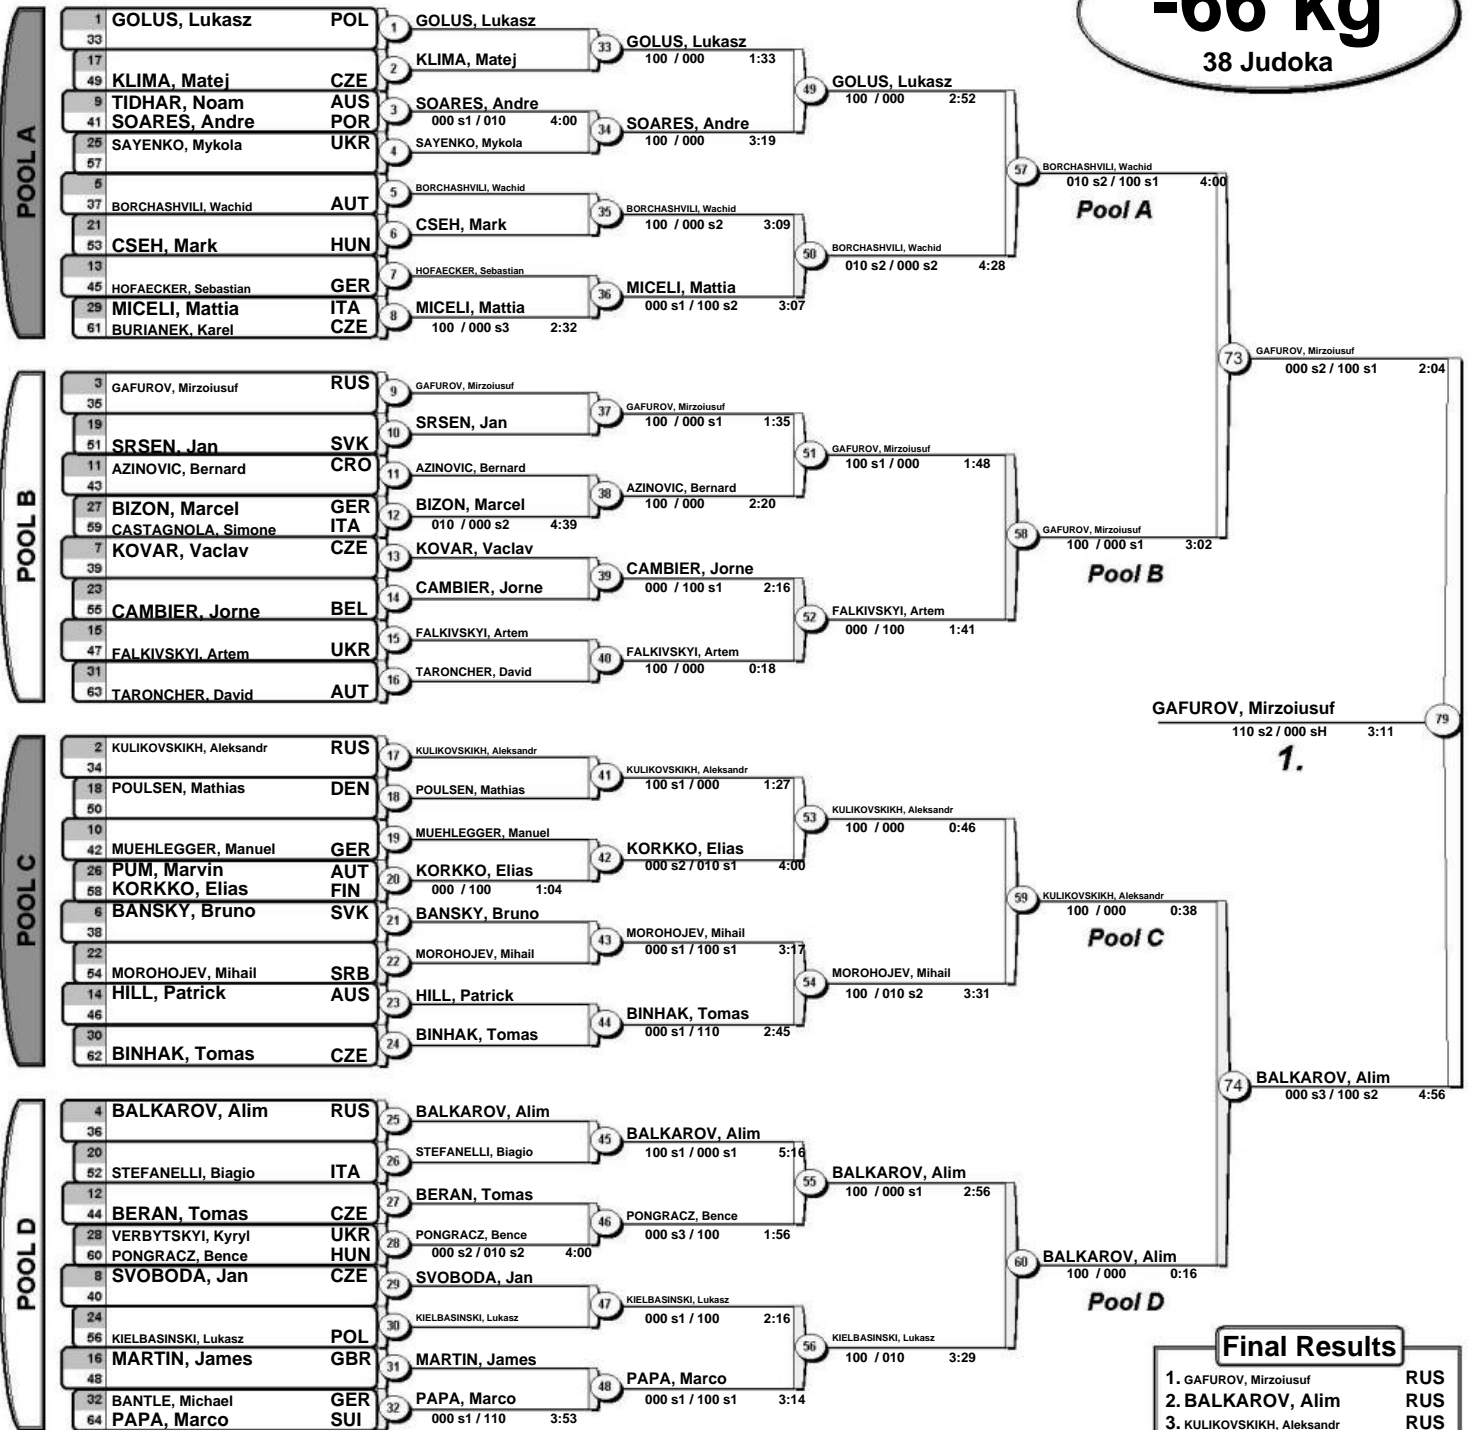 -66 kg
38 Judoka
POOL A
1 GOLUS, Lukasz POL
33
17
49 KLIMA, Matej CZE
9 TIDHAR, Noam AUS
41 SOARES, Andre POR
25 SAYENKO, Mykola UKR
57
5
37 BORCHASHVILI, Wachid AUT
21
53 CSEH, Mark HUN
13
45 HOFAECKER, Sebastian GER
29 MICELI, Mattia ITA
61 BURIANEK, Karel CZE
1 GOLUS, Lukasz
2 KLIMA, Matej
3 SOARES, Andre
000 s1 / 010 4:00
4 SAYENKO, Mykola
5 BORCHASHVILI, Wachid
6 CSEH, Mark
7 HOFAECKER, Sebastian
8 MICELI, Mattia
100 / 000 s3 2:32
33 GOLUS, Lukasz
100 / 000 1:33
34 SOARES, Andre
100 / 000 3:19
35 BORCHASHVILI, Wachid
100 / 000 s2 3:09
36 MICELI, Mattia
000 s1 / 100 s2 3:07
49 GOLUS, Lukasz
100 / 000 2:52
50 BORCHASHVILI, Wachid
010 s2 / 000 s2 4:28
57 BORCHASHVILI, Wachid
010 s2 / 100 s1 4:00
Pool A
POOL B
3 GAFUROV, Mirzoiusuf RUS
35
19
51 SRSEN, Jan SVK
11 AZINOVIC, Bernard CRO
43
27 BIZON, Marcel GER
59 CASTAGNOLA, Simone ITA
7 KOVAR, Vaclav CZE
39
23
55 CAMBIER, Jorne BEL
15
47 FALKIVSKYI, Artem UKR
31
63 TARONCHER, David AUT
9 GAFUROV, Mirzoiusuf
10 SRSEN, Jan
11 AZINOVIC, Bernard
12 BIZON, Marcel
010 / 000 s2 4:39
13 KOVAR, Vaclav
14 CAMBIER, Jorne
15 FALKIVSKYI, Artem
16 TARONCHER, David
37 GAFUROV, Mirzoiusuf
100 / 000 s1 1:35
38 AZINOVIC, Bernard
100 / 000 2:20
39 CAMBIER, Jorne
000 / 100 s1 2:16
40 FALKIVSKYI, Artem
100 / 000 0:18
51 GAFUROV, Mirzoiusuf
100 s1 / 000 1:48
52 FALKIVSKYI, Artem
000 / 100 1:41
58 GAFUROV, Mirzoiusuf
100 / 000 s1 3:02
Pool B
73 GAFUROV, Mirzoiusuf
000 s2 / 100 s1 2:04
GAFUROV, Mirzoiusuf 79
110 s2 / 000 sH 3:11
1.
POOL C
2 KULIKOVSKIKH, Aleksandr RUS
34
18 POULSEN, Mathias DEN
50
10
42 MUEHLEGGER, Manuel GER
26 PUM, Marvin AUT
58 KORKKO, Elias FIN
6 BANSKY, Bruno SVK
38
22
54 MOROHOJEV, Mihail SRB
14 HILL, Patrick AUS
46
30
62 BINHAK, Tomas CZE
17 KULIKOVSKIKH, Aleksandr
18 POULSEN, Mathias
19 MUEHLEGGER, Manuel
20 KORKKO, Elias
000 / 100 1:04
21 BANSKY, Bruno
22 MOROHOJEV, Mihail
23 HILL, Patrick
24 BINHAK, Tomas
41 KULIKOVSKIKH, Aleksandr
100 s1 / 000 1:27
42 KORKKO, Elias
000 s2 / 010 s1 4:00
43 MOROHOJEV, Mihail
000 s1 / 100 s1 3:17
44 BINHAK, Tomas
000 s1 / 110 2:45
53 KULIKOVSKIKH, Aleksandr
100 / 000 0:46
54 MOROHOJEV, Mihail
100 / 010 s2 3:31
59 KULIKOVSKIKH, Aleksandr
100 / 000 0:38
Pool C
74 BALKAROV, Alim
000 s3 / 100 s2 4:56
POOL D
4 BALKAROV, Alim RUS
36
20
52 STEFANELLI, Biagio ITA
12
44 BERAN, Tomas CZE
28 VERBYTSKYI, Kyryl UKR
60 PONGRACZ, Bence HUN
8 SVOBODA, Jan CZE
40
24
56 KIELBASINSKI, Lukasz POL
16 MARTIN, James GBR
48
32 BANTLE, Michael GER
64 PAPA, Marco SUI
25 BALKAROV, Alim
26 STEFANELLI, Biagio
27 BERAN, Tomas
28 PONGRACZ, Bence
000 s2 / 010 s2 4:00
29 SVOBODA, Jan
30 KIELBASINSKI, Lukasz
31 MARTIN, James
32 PAPA, Marco
000 s1 / 110 3:53
45 BALKAROV, Alim
100 s1 / 000 s1 5:16
46 PONGRACZ, Bence
000 s3 / 100 1:56
47 KIELBASINSKI, Lukasz
000 s1 / 100 2:16
48 PAPA, Marco
000 s1 / 100 s1 3:14
55 BALKAROV, Alim
100 / 000 s1 2:56
56 KIELBASINSKI, Lukasz
100 / 010 3:29
60 BALKAROV, Alim
100 / 000 0:16
Pool D
Final Results
1. GAFUROV, Mirzoiusuf RUS
2. BALKAROV, Alim RUS
3. KULIKOVSKIKH, Aleksandr RUS